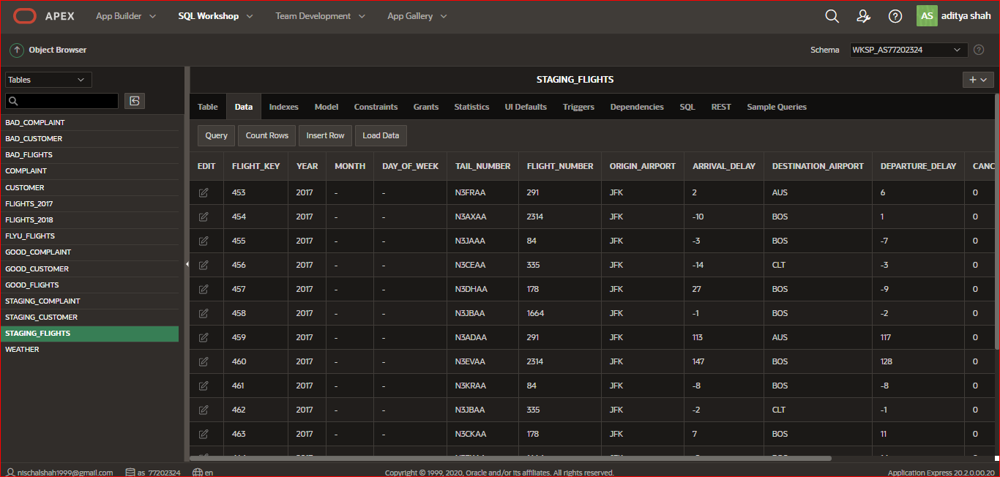 APEX App Builder SQL Workshop Team Development App Gallery AS aditya shah
Object Browser Schema WKSP_AS77202324
Tables
STAGING_FLIGHTS
Table Data Indexes Model Constraints Grants Statistics UI Defaults Triggers Dependencies SQL REST Sample Queries
Query Count Rows Insert Row Load Data
BAD_COMPLAINT
BAD_CUSTOMER
BAD_FLIGHTS
COMPLAINT
CUSTOMER
FLIGHTS_2017
FLIGHTS_2018
FLYU_FLIGHTS
GOOD_COMPLAINT
GOOD_CUSTOMER
GOOD_FLIGHTS
STAGING_COMPLAINT
STAGING_CUSTOMER
STAGING_FLIGHTS
WEATHER
EDIT FLIGHT_KEY YEAR MONTH DAY_OF_WEEK TAIL_NUMBER FLIGHT_NUMBER ORIGIN_AIRPORT ARRIVAL_DELAY DESTINATION_AIRPORT DEPARTURE_DELAY CANC
453 2017 - - N3FRAA 291 JFK 2 AUS 6 0
454 2017 - - N3AXAA 2314 JFK -10 BOS 1 0
455 2017 - - N3JAAA 84 JFK -3 BOS -7 0
456 2017 - - N3CEAA 335 JFK -14 CLT -3 0
457 2017 - - N3DHAA 178 JFK 27 BOS -9 0
458 2017 - - N3JBAA 1664 JFK -1 BOS -2 0
459 2017 - - N3ADAA 291 JFK 113 AUS 117 0
460 2017 - - N3EVAA 2314 JFK 147 BOS 128 0
461 2017 - - N3KRAA 84 JFK -8 BOS -8 0
462 2017 - - N3JBAA 335 JFK -2 CLT -1 0
463 2017 - - N3CKAA 178 JFK 7 BOS 11 0
nischalshah1999@gmail.com as_77202324 en Copyright © 1999, 2020, Oracle and/or its affiliates. All rights reserved. Application Express 20.2.0.00.20